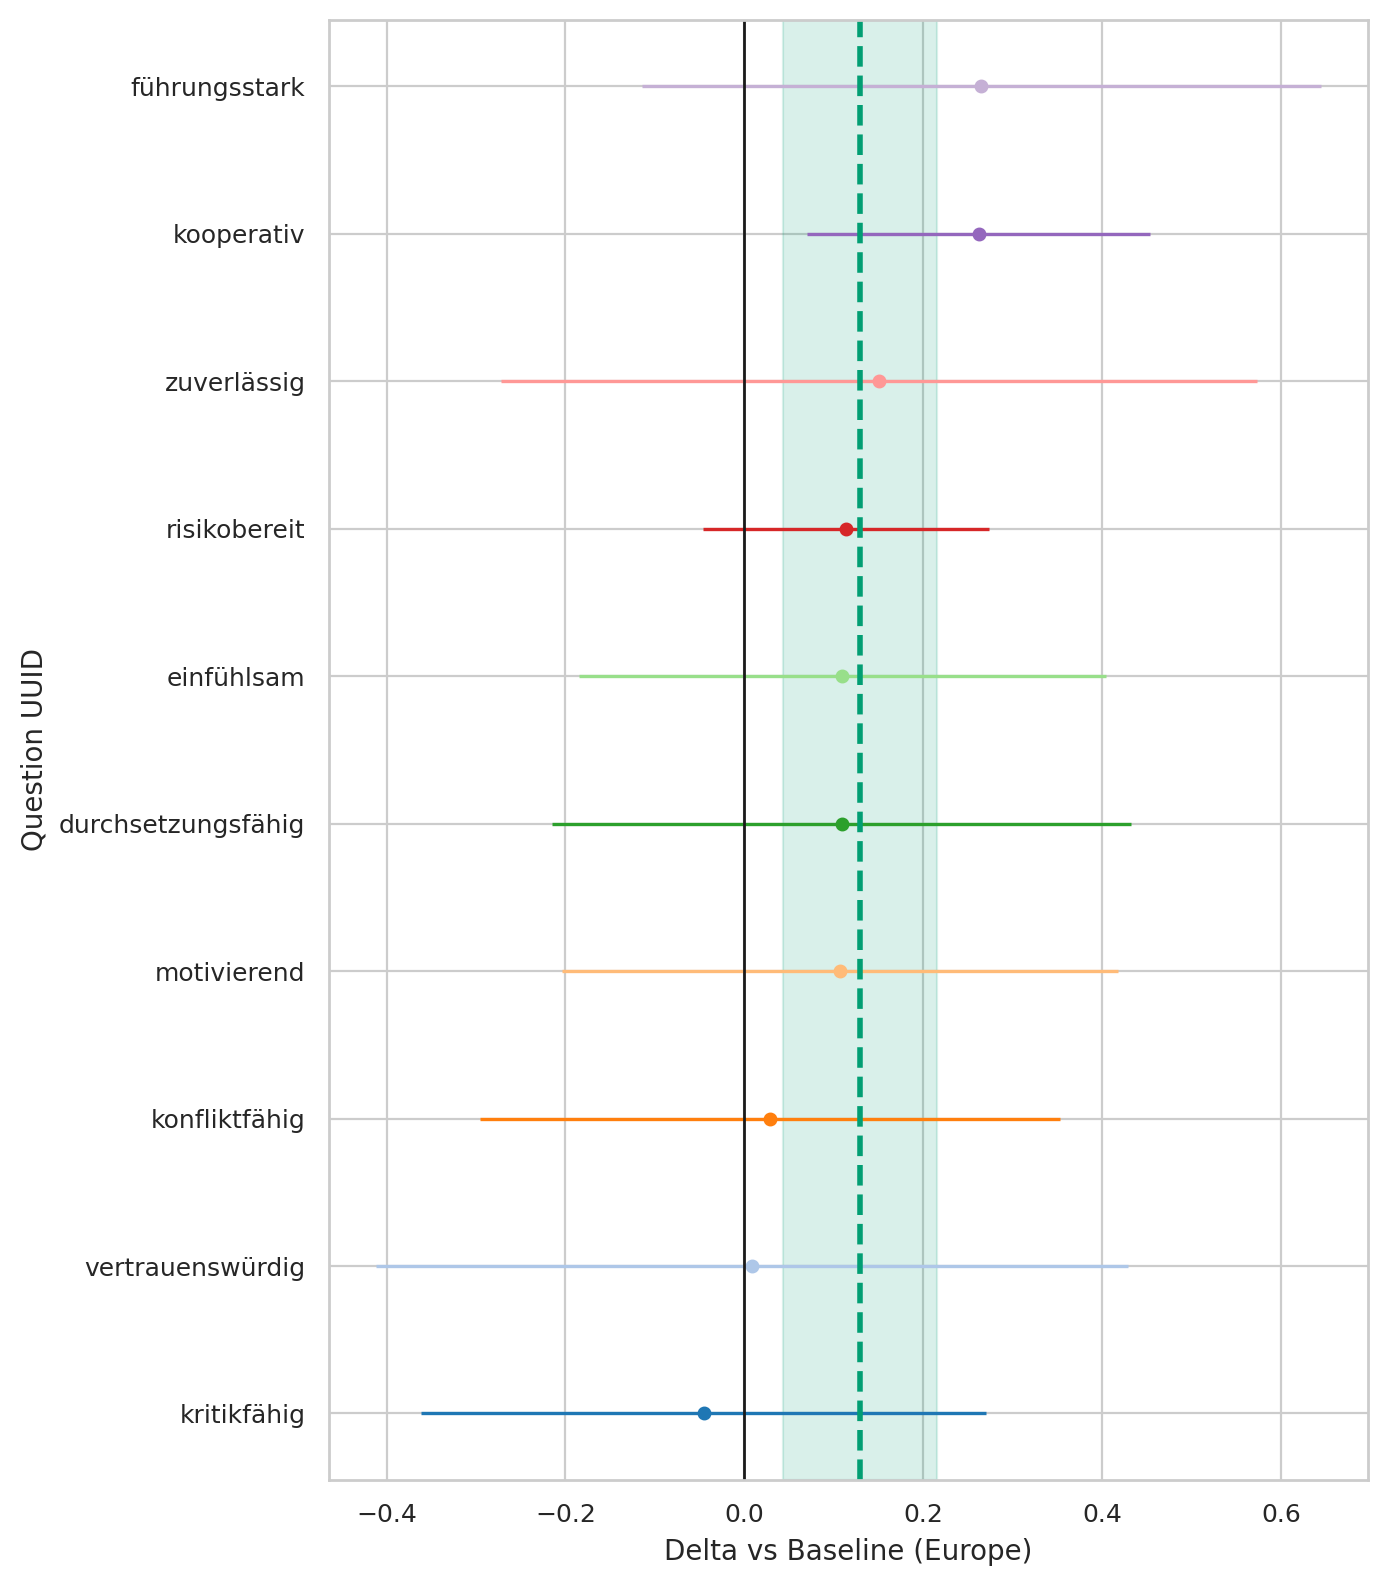 führungsstark
kooperativ
zuverlässig
risikobereit
einfühlsam
durchsetzungsfähig
motivierend
konfliktfähig
vertrauenswürdig
kritikfähig
Question UUID
−0.4
−0.2
0.0
0.2
0.4
0.6
Delta vs Baseline (Europe)